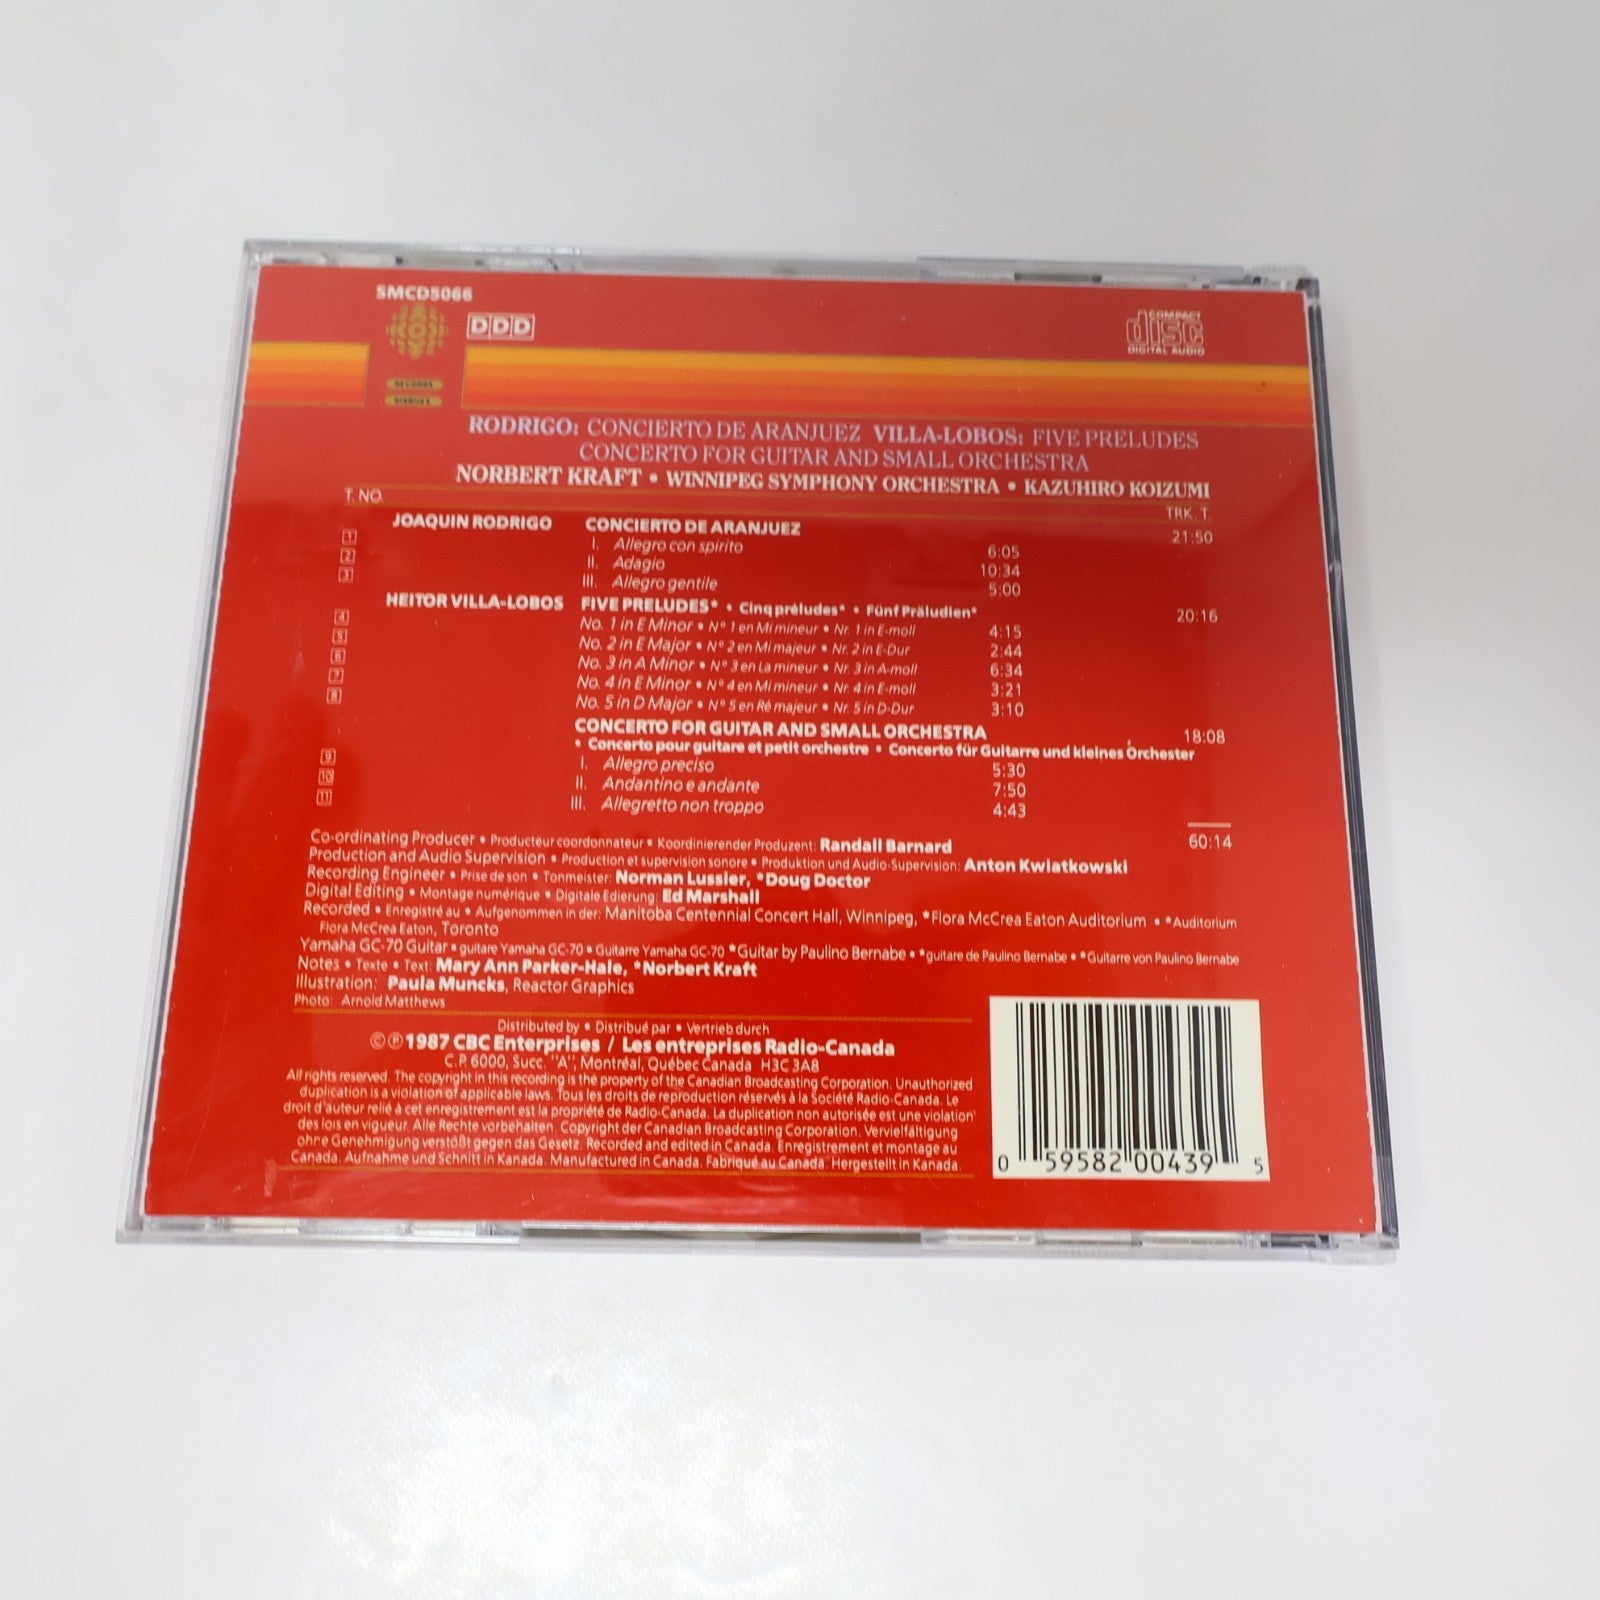 SMCD5066
DDD
COMPACT
disc
DIGITAL AUDIO
RECORDS
DISQUES
RODRIGO: CONCIERTO DE ARANJUEZ VILLA-LOBOS: FIVE PRELUDES
CONCERTO FOR GUITAR AND SMALL ORCHESTRA
NORBERT KRAFT • WINNIPEG SYMPHONY ORCHESTRA • KAZUHIRO KOIZUMI
T. NO. TRK. T.
JOAQUIN RODRIGO CONCIERTO DE ARANJUEZ 21:50
1 I. Allegro con spirito 6:05
2 II. Adagio 10:34
3 III. Allegro gentile 5:00
HEITOR VILLA-LOBOS FIVE PRELUDES* • Cinq préludes* • Fünf Präludien* 20:16
4 No. 1 in E Minor • Nº 1 en Mi mineur • Nr. 1 in E-moll 4:15
5 No. 2 in E Major • Nº 2 en Mi majeur • Nr. 2 in E-Dur 2:44
6 No. 3 in A Minor • Nº 3 en La mineur • Nr. 3 in A-moll 6:34
7 No. 4 in E Minor • Nº 4 en Mi mineur • Nr. 4 in E-moll 3:21
8 No. 5 in D Major • Nº 5 en Ré majeur • Nr. 5 in D-Dur 3:10
CONCERTO FOR GUITAR AND SMALL ORCHESTRA 18:08
• Concerto pour guitare et petit orchestre • Concerto für Guitarre und kleines Orchester
9 I. Allegro preciso 5:30
10 II. Andantino e andante 7:50
11 III. Allegretto non troppo 4:43
60:14
Co-ordinating Producer • Producteur coordonnateur • Koordinierender Produzent: Randall Barnard
Production and Audio Supervision • Production et supervision sonore • Produktion und Audio-Supervision: Anton Kwiatkowski
Recording Engineer • Prise de son • Tonmeister: Norman Lussier, *Doug Doctor
Digital Editing • Montage numérique • Digitale Edierung: Ed Marshall
Recorded • Enregistré au • Aufgenommen in der: Manitoba Centennial Concert Hall, Winnipeg, *Flora McCrea Eaton Auditorium • *Auditorium
Flora McCrea Eaton, Toronto
Yamaha GC-70 Guitar • guitare Yamaha GC-70 • Guitarre Yamaha GC-70 *Guitar by Paulino Bernabe • *guitare de Paulino Bernabe • *Guitarre von Paulino Bernabe
Notes • Texte • Text: Mary Ann Parker-Hale, *Norbert Kraft
Illustration: Paula Muncks, Reactor Graphics
Photo: Arnold Matthews
Distributed by • Distribué par • Vertrieb durch
© ℗ 1987 CBC Enterprises / Les entreprises Radio-Canada
C.P. 6000, Succ. "A", Montréal, Québec Canada H3C 3A8
All rights reserved. The copyright in this recording is the property of the Canadian Broadcasting Corporation. Unauthorized
duplication is a violation of applicable laws. Tous les droits de reproduction réservés à la Société Radio-Canada. Le
droit d'auteur relié à cet enregistrement est la propriété de Radio-Canada. La duplication non autorisée est une violation
des lois en vigueur. Alle Rechte vorbehalten. Copyright der Canadian Broadcasting Corporation. Vervielfältigung
ohne Genehmigung verstößt gegen das Gesetz. Recorded and edited in Canada. Enregistrement et montage au
Canada. Aufnahme und Schnitt in Kanada. Manufactured in Canada. Fabriqué au Canada. Hergestellt in Kanada.
0 59582 00439 5